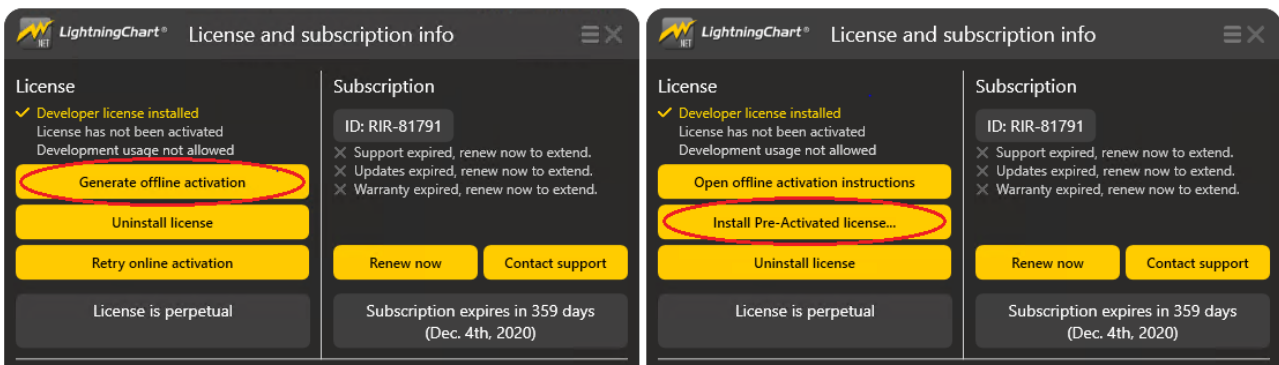 .NET LightningChart® License and subscription info
License
Developer license installed
License has not been activated
Development usage not allowed
Generate offline activation
Uninstall license
Retry online activation
License is perpetual
Subscription
ID: RIR-81791
Support expired, renew now to extend.
Updates expired, renew now to extend.
Warranty expired, renew now to extend.
Renew now
Contact support
Subscription expires in 359 days
(Dec. 4th, 2020)
.NET LightningChart® License and subscription info
License
Developer license installed
License has not been activated
Development usage not allowed
Open offline activation instructions
Install Pre-Activated license...
Uninstall license
License is perpetual
Subscription
ID: RIR-81791
Support expired, renew now to extend.
Updates expired, renew now to extend.
Warranty expired, renew now to extend.
Renew now
Contact support
Subscription expires in 359 days
(Dec. 4th, 2020)